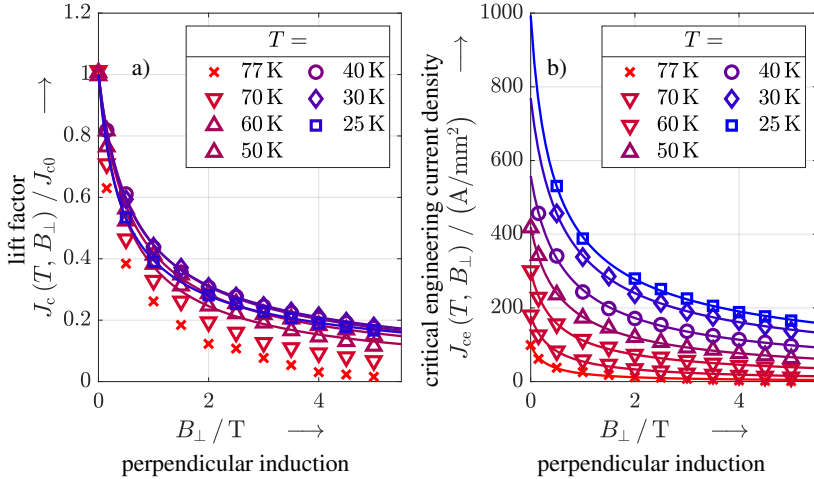 lift factor
J_c (T, B_⊥) / J_c0
⟶
0
0.2
0.4
0.6
0.8
1
a)
T =
77 K
70 K
60 K
50 K
40 K
30 K
25 K
0
2
4
B_⊥ / T ⟶
perpendicular induction
critical engineering current density
J_ce (T, B_⊥) / (A/mm²)
⟶
0
200
400
600
800
1000
b)
T =
77 K
70 K
60 K
50 K
40 K
30 K
25 K
0
2
4
B_⊥ / T ⟶
perpendicular induction